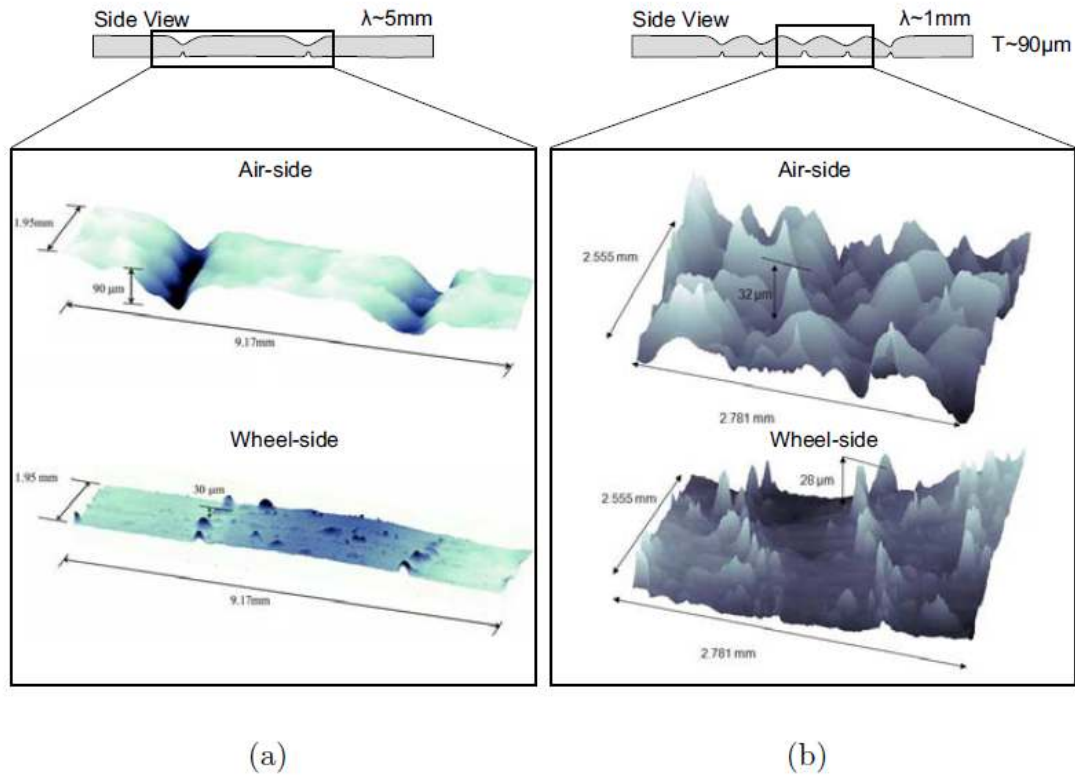 Side View
λ~5mm
Side View
λ~1mm
T~90μm
Air-side
1.95mm
90 μm
9.17mm
Wheel-side
1.95 mm
30 μm
9.17mm
Air-side
2.555 mm
32 μm
2.781 mm
Wheel-side
28 μm
2.555 mm
2.781 mm
(a)
(b)